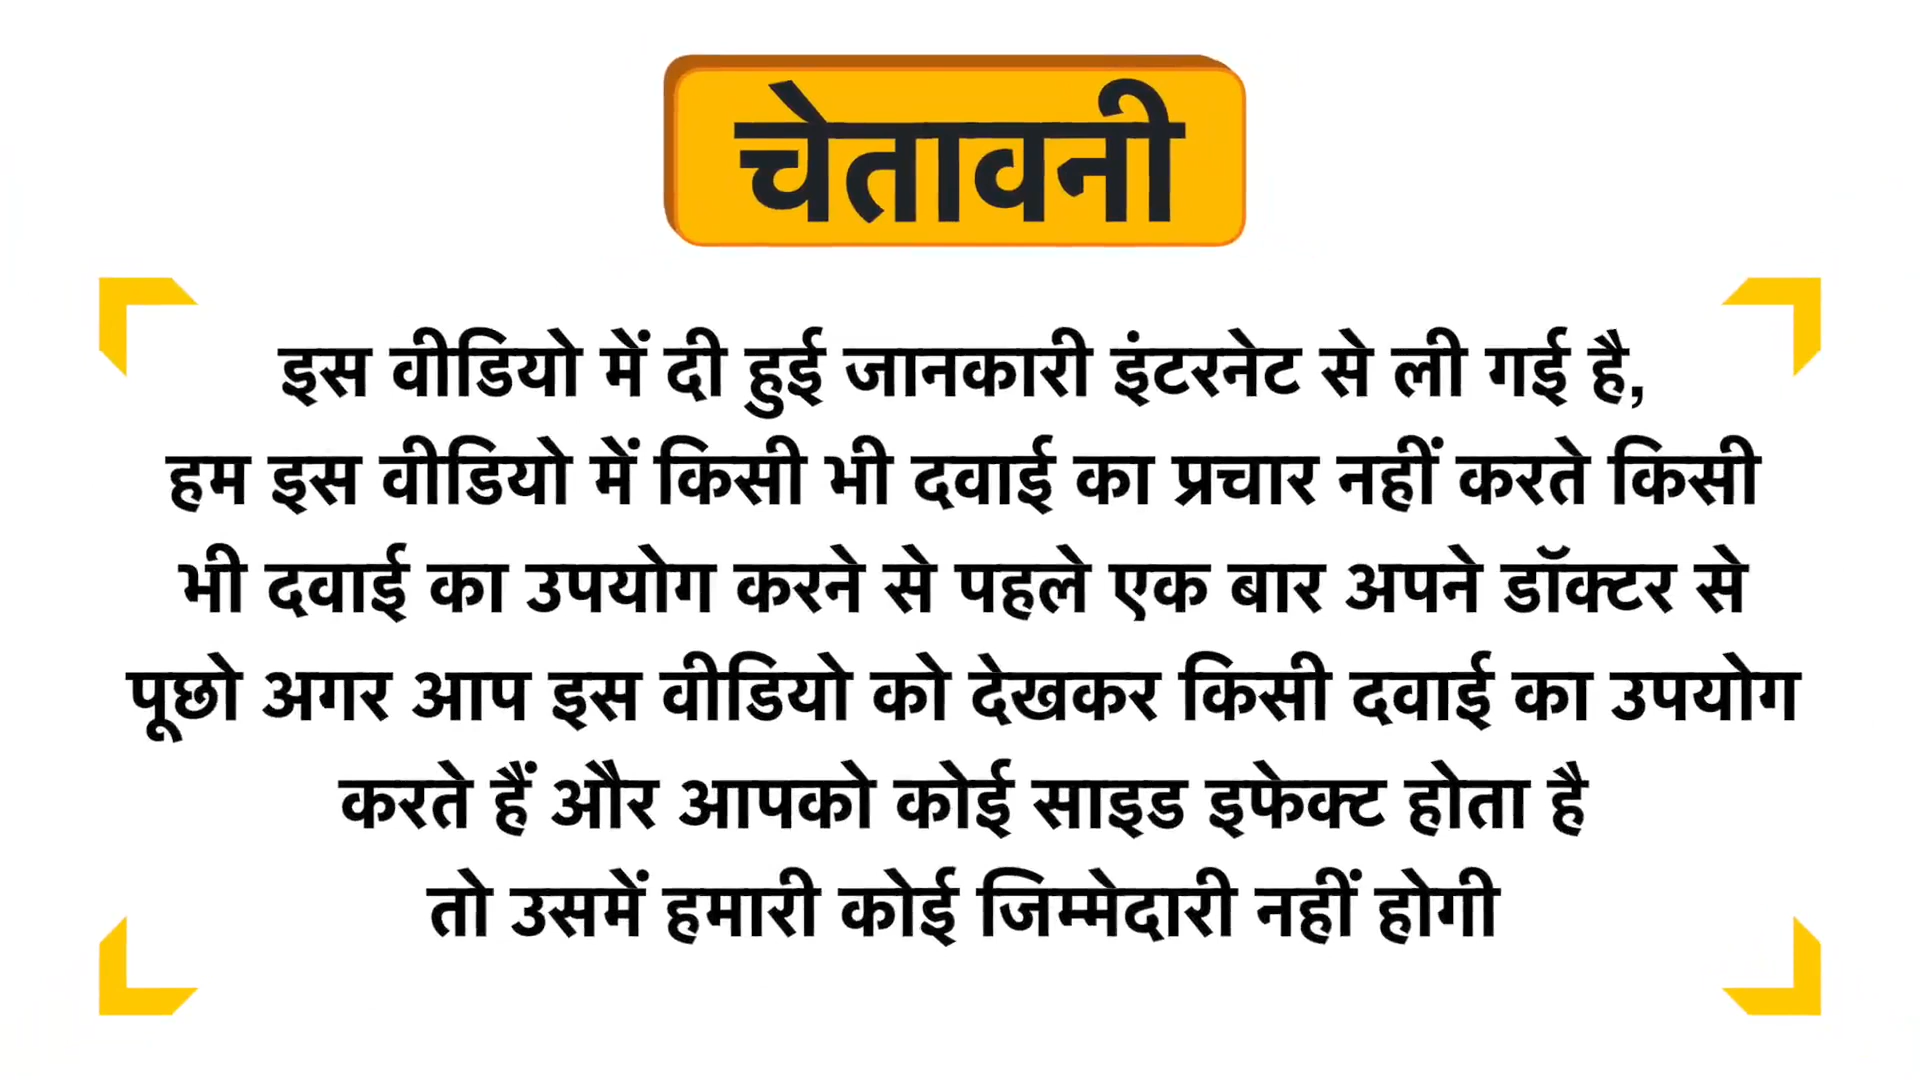 चेतावनी
इस वीडियो में दी हुई जानकारी इंटरनेट से ली गई है,
हम इस वीडियो में किसी भी दवाई का प्रचार नहीं करते किसी
भी दवाई का उपयोग करने से पहले एक बार अपने डॉक्टर से
पूछो अगर आप इस वीडियो को देखकर किसी दवाई का उपयोग
करते हैं और आपको कोई साइड इफेक्ट होता है
तो उसमें हमारी कोई जिम्मेदारी नहीं होगी